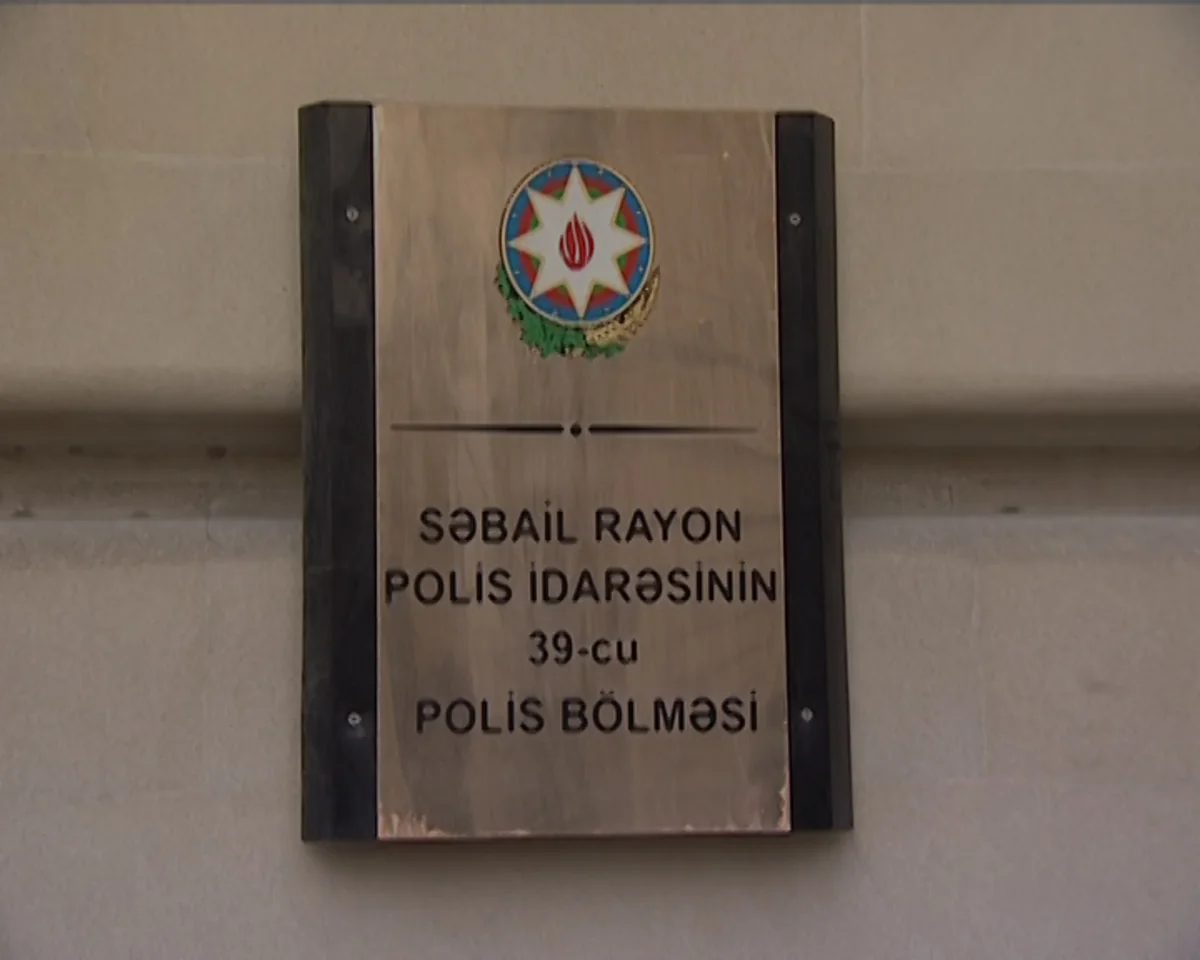 SƏBAİL RAYON
POLİS İDARƏSİNİN
39-cu
POLİS BÖLMƏSİ